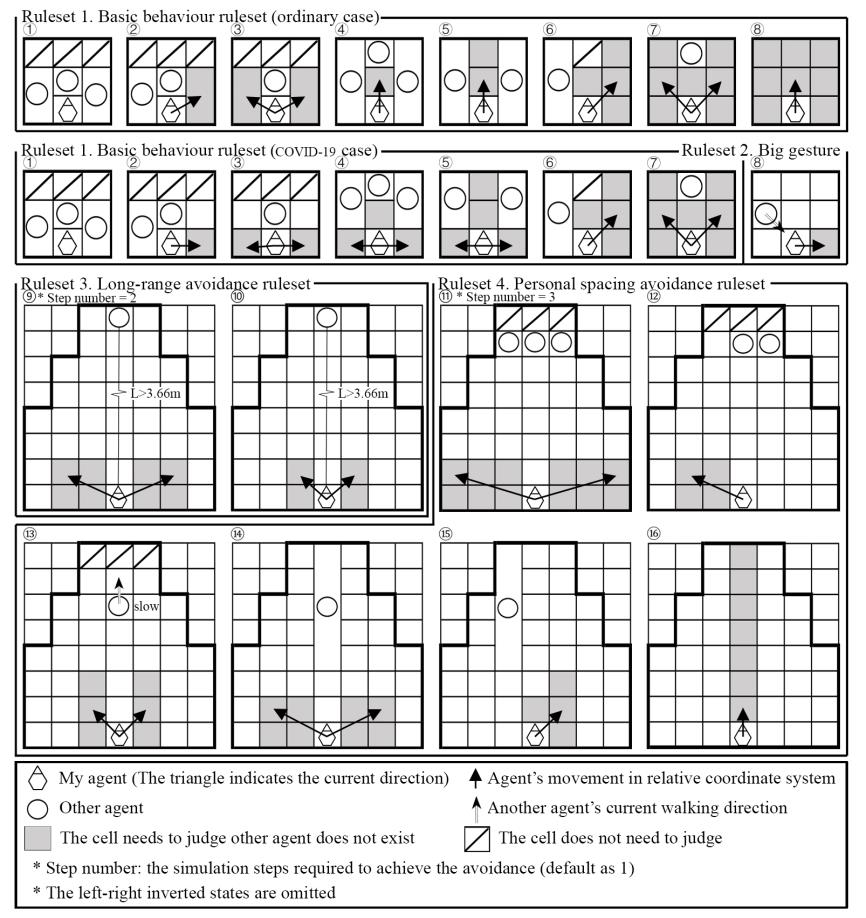 Ruleset 1. Basic behaviour ruleset (ordinary case)
① ② ③ ④ ⑤ ⑥ ⑦ ⑧
Ruleset 1. Basic behaviour ruleset (COVID-19 case) Ruleset 2. Big gesture
① ② ③ ④ ⑤ ⑥ ⑦ ⑧
Ruleset 3. Long-range avoidance ruleset Ruleset 4. Personal spacing avoidance ruleset
⑨ * Step number = 2 ⑩ ⑪ * Step number = 3 ⑫
L>3.66m L>3.66m
⑬ ⑭ ⑮ ⑯
slow
My agent (The triangle indicates the current direction) Agent's movement in relative coordinate system
Other agent Another agent's current walking direction
The cell needs to judge other agent does not exist The cell does not need to judge
* Step number: the simulation steps required to achieve the avoidance (default as 1)
* The left-right inverted states are omitted